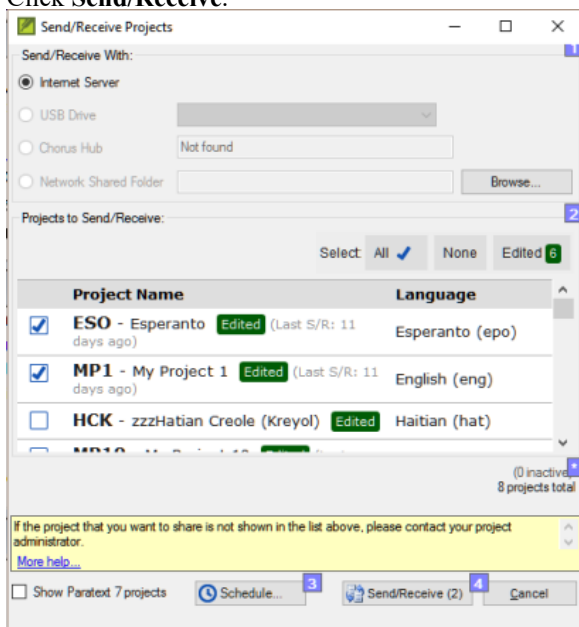 Click Send/Receive.
Send/Receive Projects
Send/Receive With:
1
Internet Server
USB Drive
Chorus Hub Not found
Network Shared Folder Browse...
2
Projects to Send/Receive:
Select: All None Edited 6
Project Name Language
ESO - Esperanto Edited (Last S/R: 11 days ago) Esperanto (epo)
MP1 - My Project 1 Edited (Last S/R: 11 days ago) English (eng)
HCK - zzzHatian Creole (Kreyol) Edited Haitian (hat)
(0 inactive)
8 projects total
If the project that you want to share is not shown in the list above, please contact your project
administrator.
More help...
Show Paratext 7 projects Schedule... 3 Send/Receive (2) 4 Cancel